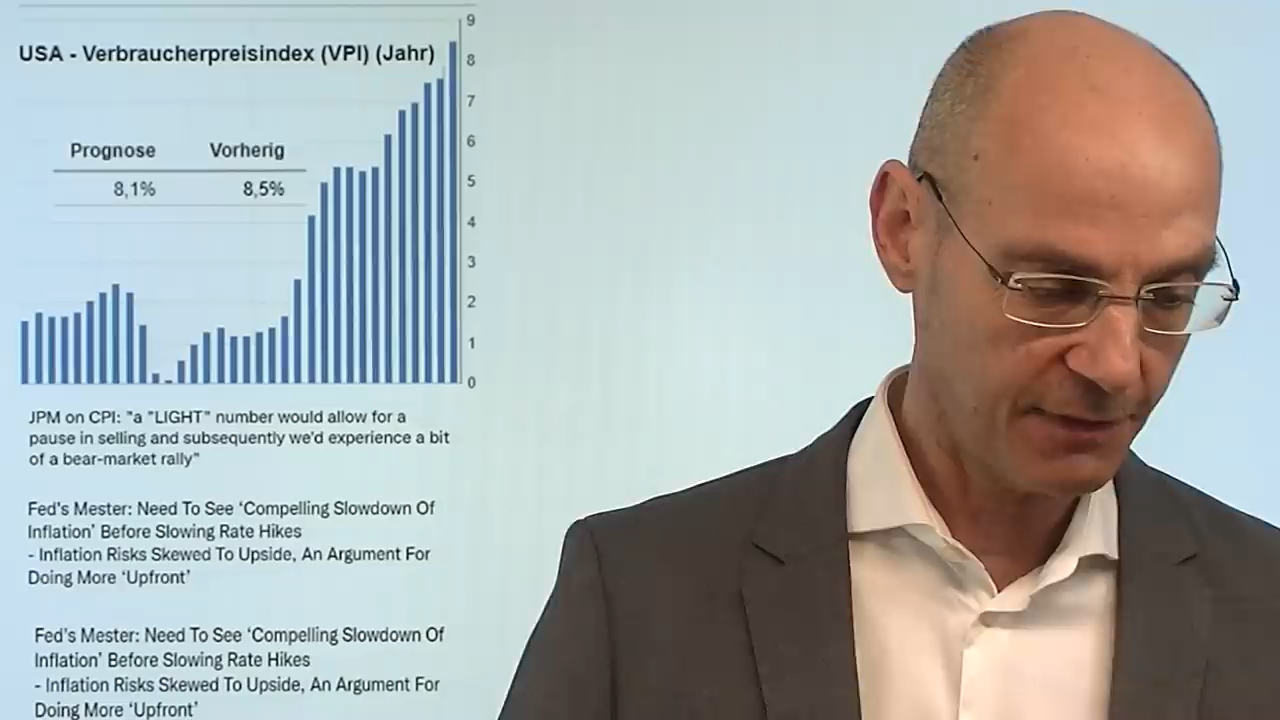 USA - Verbraucherpreisindex (VPI) (Jahr)
Prognose Vorherig
8,1% 8,5%
9
8
7
6
5
4
3
2
1
0
JPM on CPI: "a "LIGHT" number would allow for a
pause in selling and subsequently we'd experience a bit
of a bear-market rally"
Fed's Mester: Need To See ‘Compelling Slowdown Of
Inflation’ Before Slowing Rate Hikes
- Inflation Risks Skewed To Upside, An Argument For
Doing More ‘Upfront’
Fed's Mester: Need To See ‘Compelling Slowdown Of
Inflation’ Before Slowing Rate Hikes
- Inflation Risks Skewed To Upside, An Argument For
Doing More ‘Upfront’